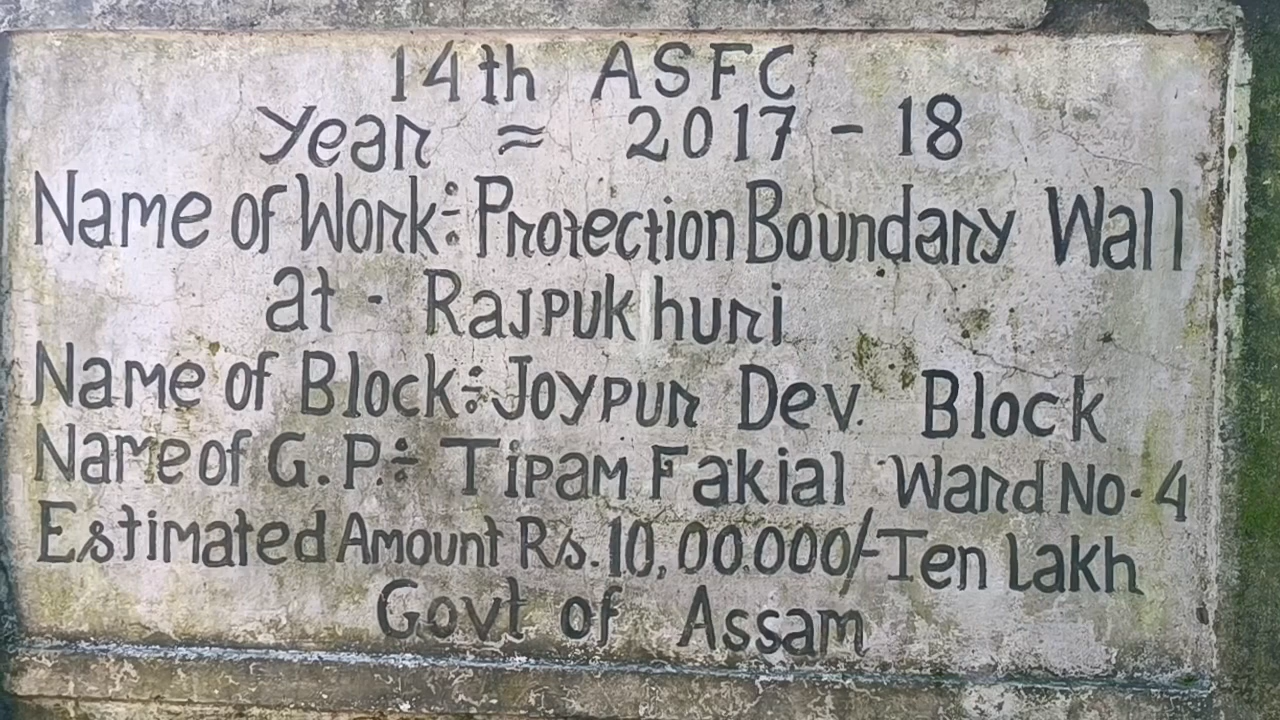 14th ASFC
Year = 2017 - 18
Name of Work÷ Protection Boundary Wall
at - Rajpukhuri
Name of Block÷ Joypur Dev. Block
Name of G.P.÷ Tipam Fakial Ward No. 4
Estimated Amount Rs. 10,00.000/- Ten Lakh
Govt of Assam